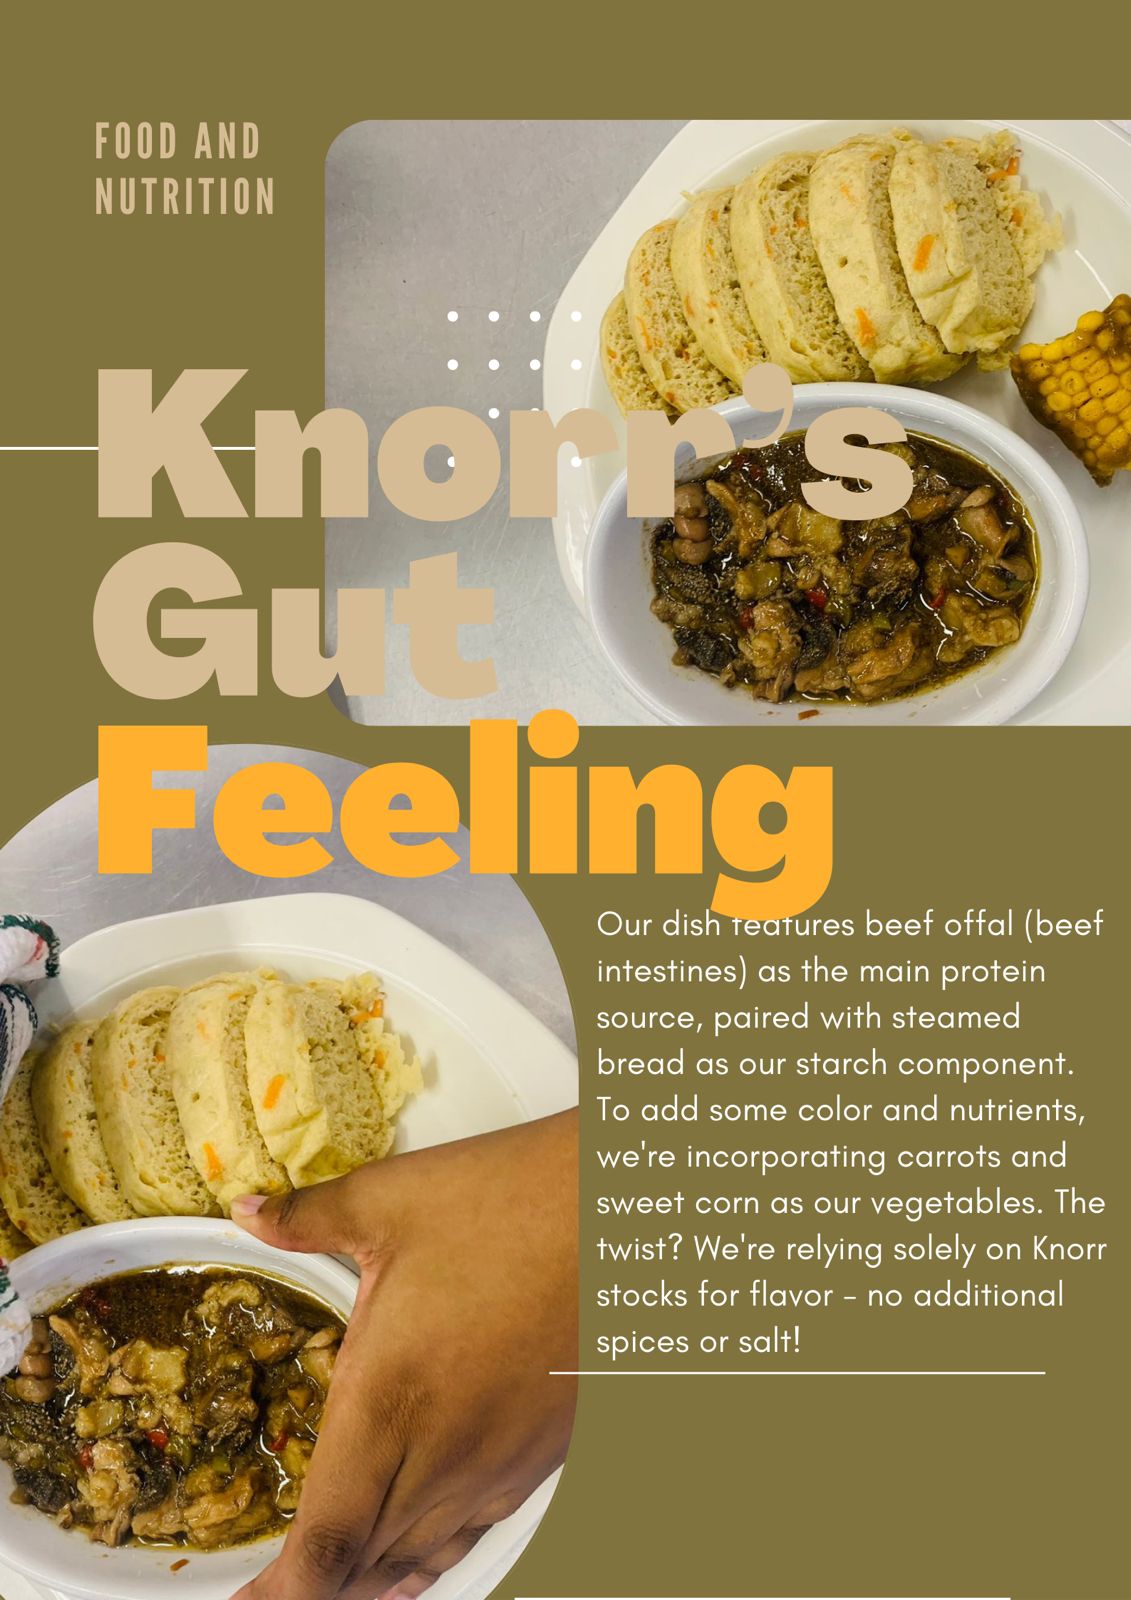 FOOD AND
NUTRITION
Knorr's
Gut
Feeling
Our dish features beef offal (beef
intestines) as the main protein
source, paired with steamed
bread as our starch component.
To add some color and nutrients,
we're incorporating carrots and
sweet corn as our vegetables. The
twist? We're relying solely on Knorr
stocks for flavor - no additional
spices or salt!